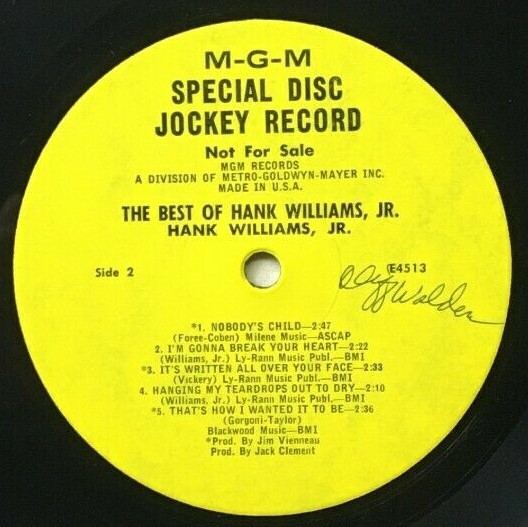 M-G-M
SPECIAL DISC
JOCKEY RECORD
Not For Sale
MGM RECORDS
A DIVISION OF METRO-GOLDWYN-MAYER INC.
MADE IN U.S.A.
THE BEST OF HANK WILLIAMS, JR.
HANK WILLIAMS, JR.
Side 2
E4513
Walden
*1. NOBODY'S CHILD—2:47
(Foree-Coben) Milene Music—ASCAP
2. I'M GONNA BREAK YOUR HEART—2:22
(Williams, Jr.) Ly-Rann Music Publ.—BMI
*3. IT'S WRITTEN ALL OVER YOUR FACE—2:33
(Vickery) Ly-Rann Music Publ.—BMI
4. HANGING MY TEARDROPS OUT TO DRY—2:10
(Williams, Jr.) Ly-Rann Music Publ.—BMI
*5. THAT'S HOW I WANTED IT TO BE—2:36
(Gorgoni-Taylor)
Blackwood Music—BMI
*Prod. By Jim Vienneau
Prod. By Jack Clement